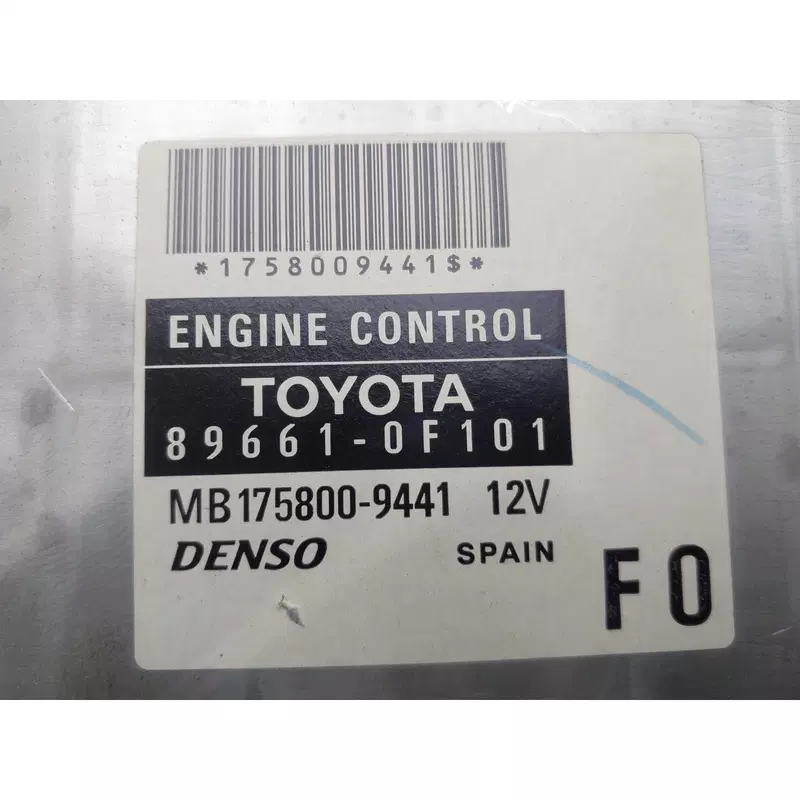 *1758009441$*
ENGINE CONTROL
TOYOTA
89661-0F101
MB175800-9441 12V
DENSO SPAIN
F0